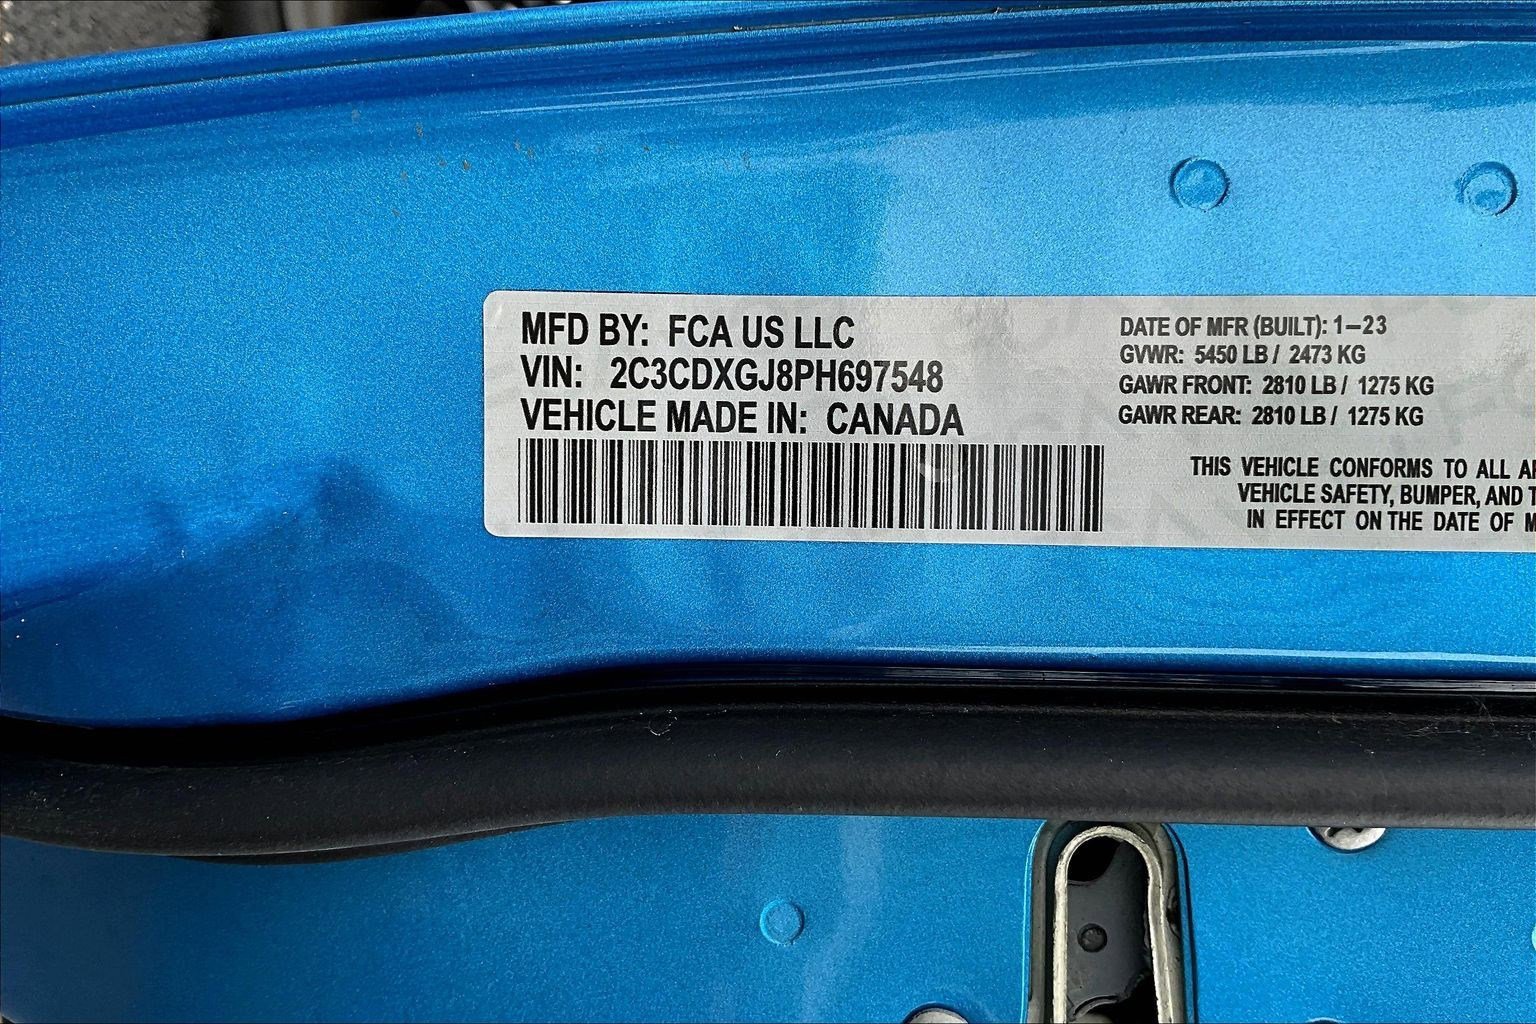 MFD BY: FCA US LLC
VIN: 2C3CDXGJ8PH697548
VEHICLE MADE IN: CANADA
DATE OF MFR (BUILT): 1–23
GVWR: 5450 LB / 2473 KG
GAWR FRONT: 2810 LB / 1275 KG
GAWR REAR: 2810 LB / 1275 KG
THIS VEHICLE CONFORMS TO ALL
VEHICLE SAFETY, BUMPER, AND
IN EFFECT ON THE DATE OF